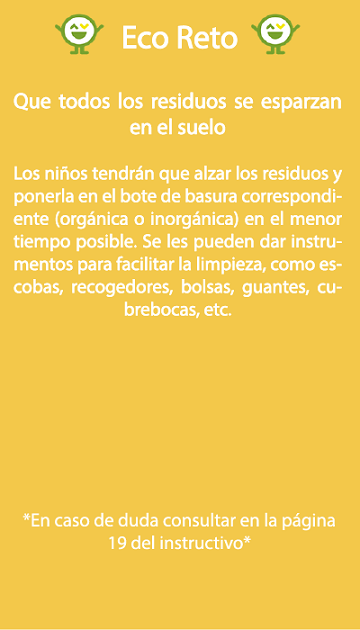 Eco Reto
Que todos los residuos se esparzan
en el suelo
Los niños tendrán que alzar los residuos y
ponerla en el bote de basura correspondi-
ente (orgánica o inorgánica) en el menor
tiempo posible. Se les pueden dar instru-
mentos para facilitar la limpieza, como es-
cobas, recogedores, bolsas, guantes, cu-
brebocas, etc.
*En caso de duda consultar en la página
19 del instructivo*